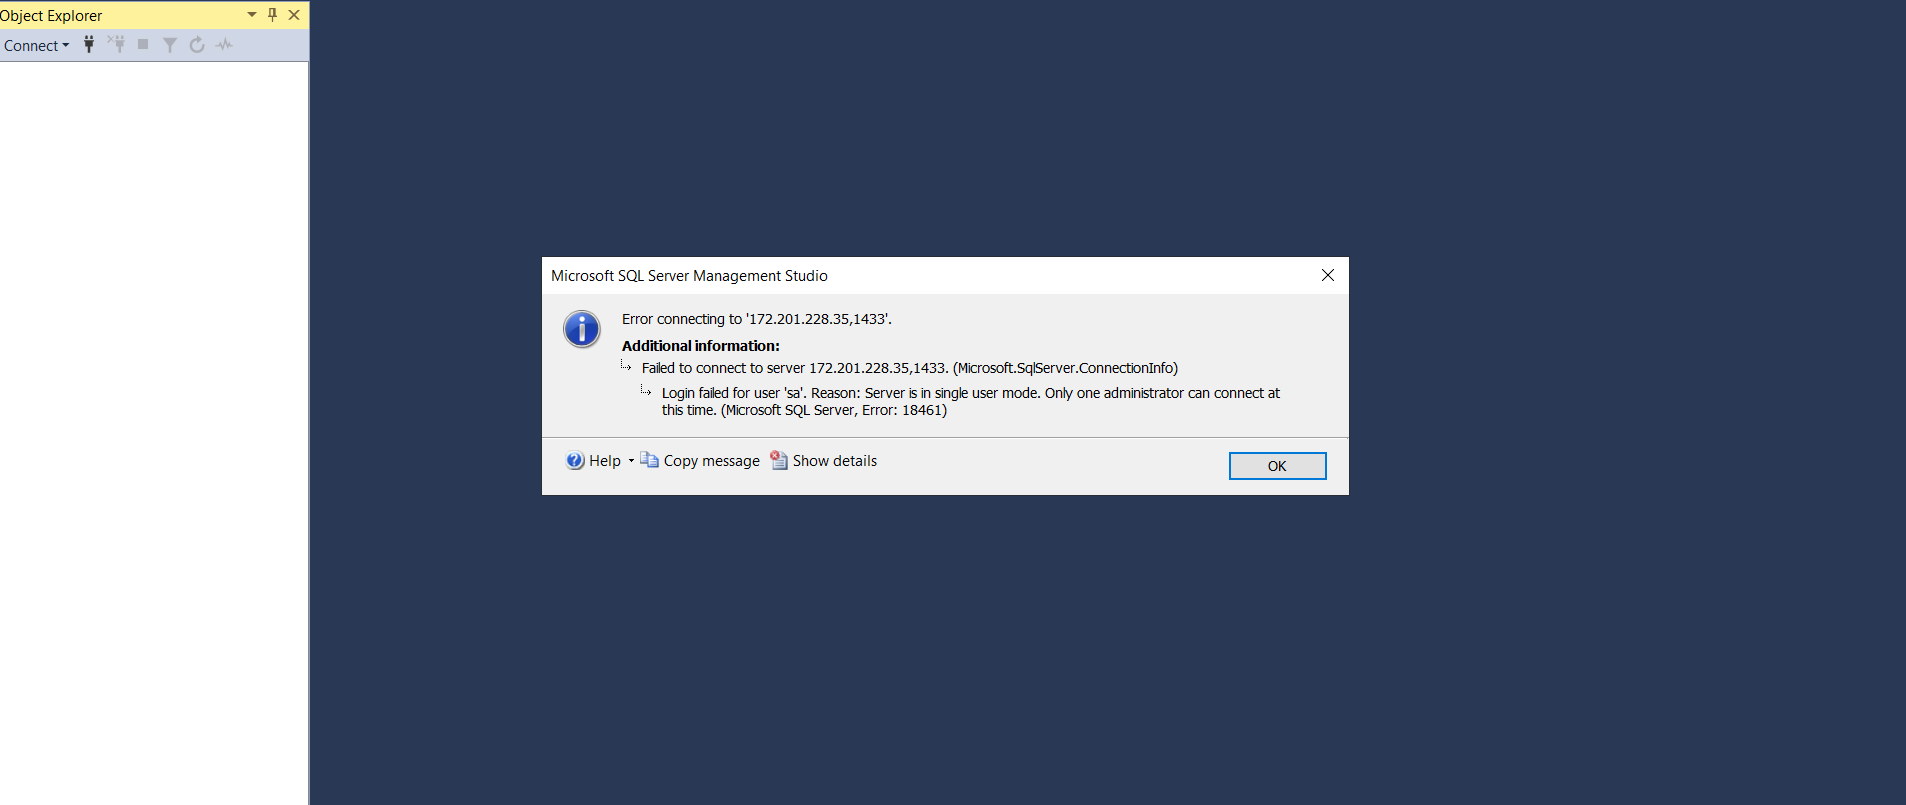 Object Explorer
Connect
Microsoft SQL Server Management Studio
Error connecting to '172.201.228.35,1433'.
Additional information:
Failed to connect to server 172.201.228.35,1433. (Microsoft.SqlServer.ConnectionInfo)
Login failed for user 'sa'. Reason: Server is in single user mode. Only one administrator can connect at
this time. (Microsoft SQL Server, Error: 18461)
Help
Copy message
Show details
OK